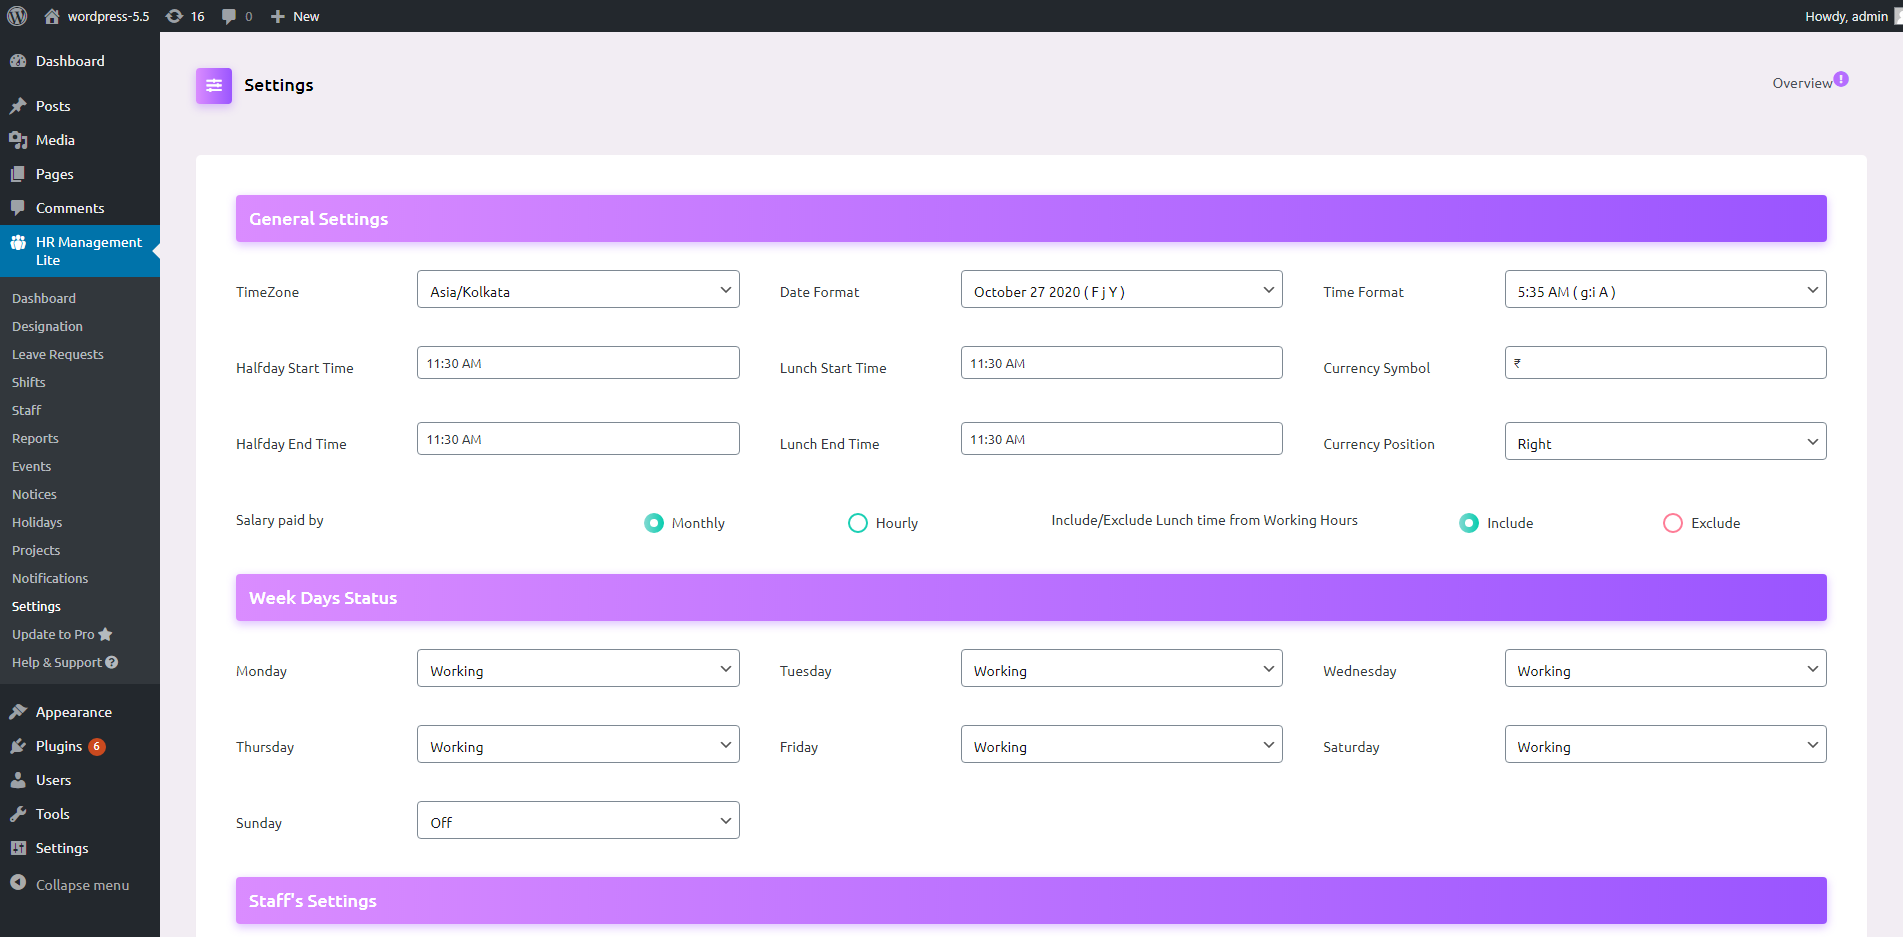 wordpress-5.5 16 0 New Howdy, admin
Dashboard
Posts
Media
Pages
Comments
HR Management
Lite
Dashboard
Designation
Leave Requests
Shifts
Staff
Reports
Events
Notices
Holidays
Projects
Notifications
Settings
Update to Pro
Help & Support
Appearance
Plugins 6
Users
Tools
Settings
Collapse menu
Settings
Overview
General Settings
TimeZone Asia/Kolkata Date Format October 27 2020 ( F j Y ) Time Format 5:35 AM ( g:i A )
Halfday Start Time 11:30 AM Lunch Start Time 11:30 AM Currency Symbol ₹
Halfday End Time 11:30 AM Lunch End Time 11:30 AM Currency Position Right
Salary paid by Monthly Hourly Include/Exclude Lunch time from Working Hours Include Exclude
Week Days Status
Monday Working Tuesday Working Wednesday Working
Thursday Working Friday Working Saturday Working
Sunday Off
Staff's Settings